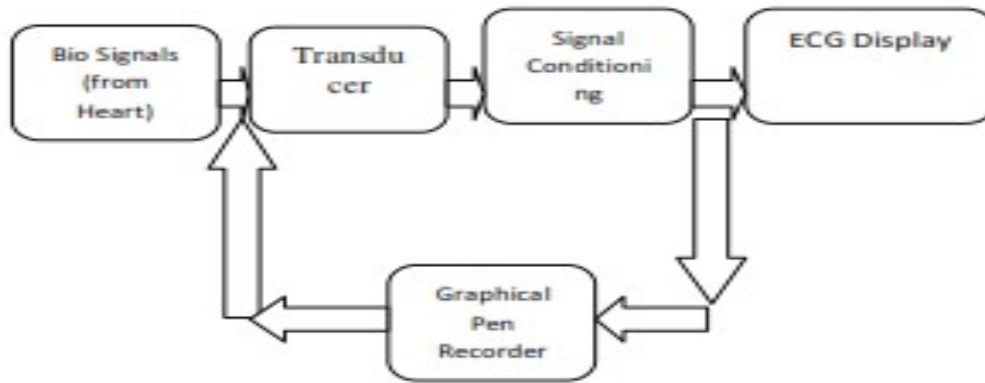 Bio Signals
(from
Heart)
Transdu
cer
Signal
Conditioni
ng
ECG Display
Graphical
Pen
Recorder